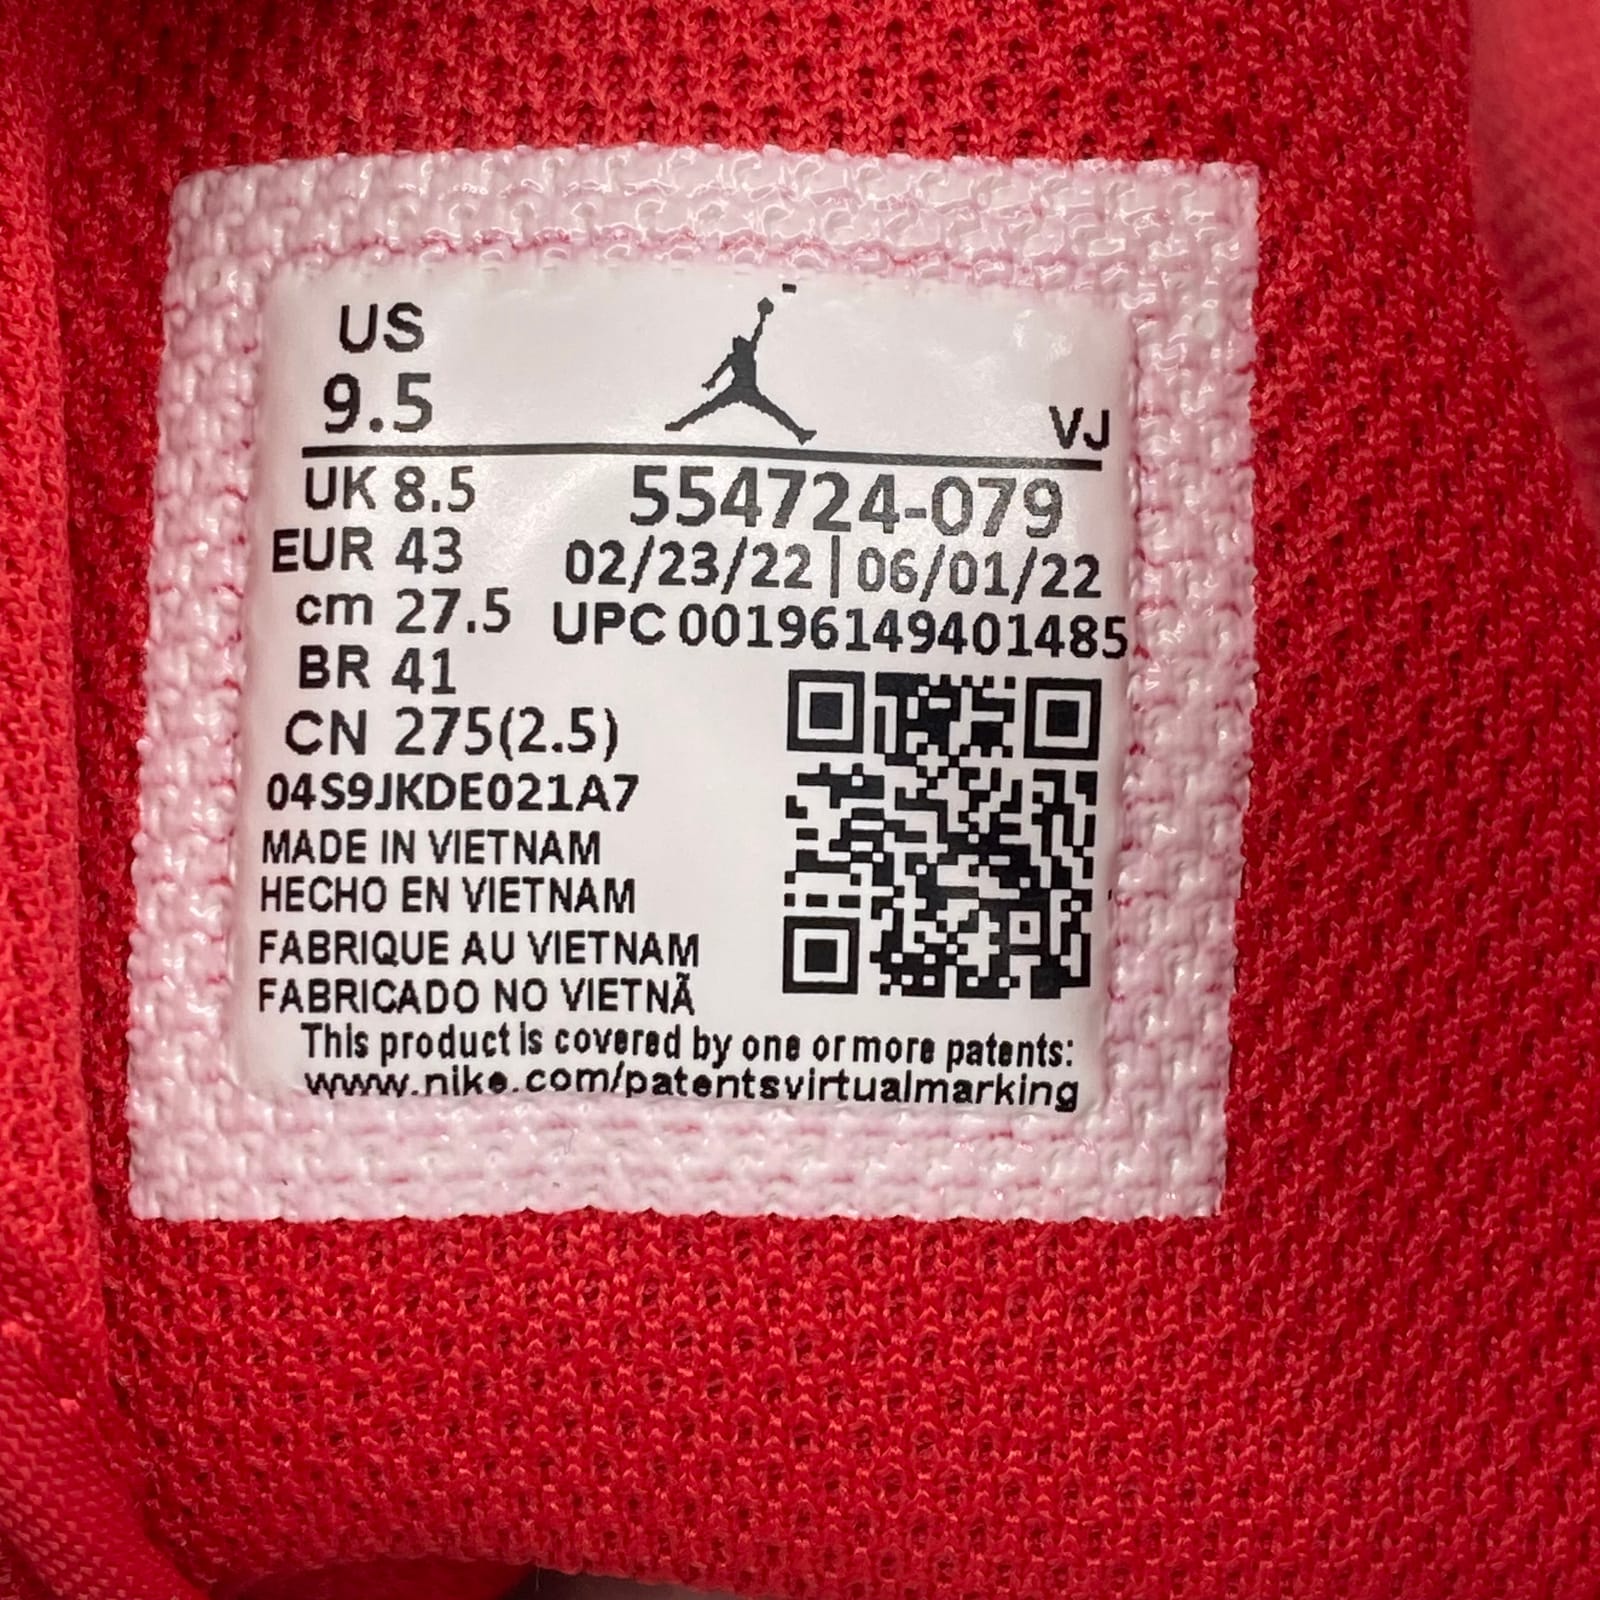 US
9.5
VJ
UK 8.5
554724-079
EUR 43
02/23/22 | 06/01/22
cm 27.5
UPC 00196149401485
BR 41
CN 275(2.5)
04S9JKDE021A7
MADE IN VIETNAM
HECHO EN VIETNAM
FABRIQUE AU VIETNAM
FABRICADO NO VIETNÃ
This product is covered by one or more patents:
www.nike.com/patentsvirtualmarking